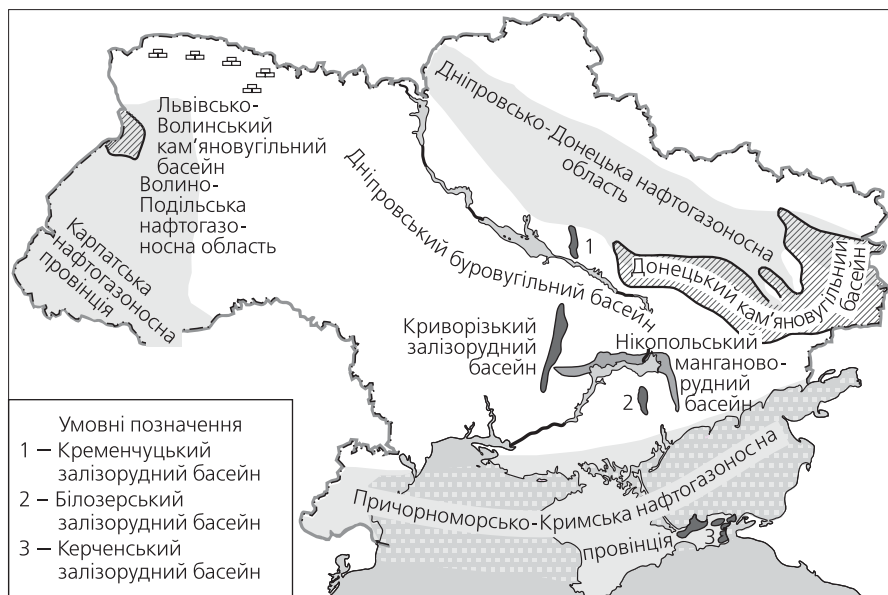 Львівсько-
Волинський
кам’яновугільний
басейн
Волино-
Подільська
нафтогазо-
носна область
Карпатська
нафтогазоносна
провінція
Дніпровсько-Донецька нафтогазоносна
область
Дніпровський буровугільний басейн
1
Донецький кам’яновугільний
басейн
Криворізький
залізорудний
басейн
Нікопольський
манганово-
рудний
басейн
2
Причорноморсько-Кримська нафтогазоносна
провінція
3
Умовні позначення
1 – Кременчуцький
залізорудний басейн
2 – Білозерський
залізорудний басейн
3 – Керченський
залізорудний басейн